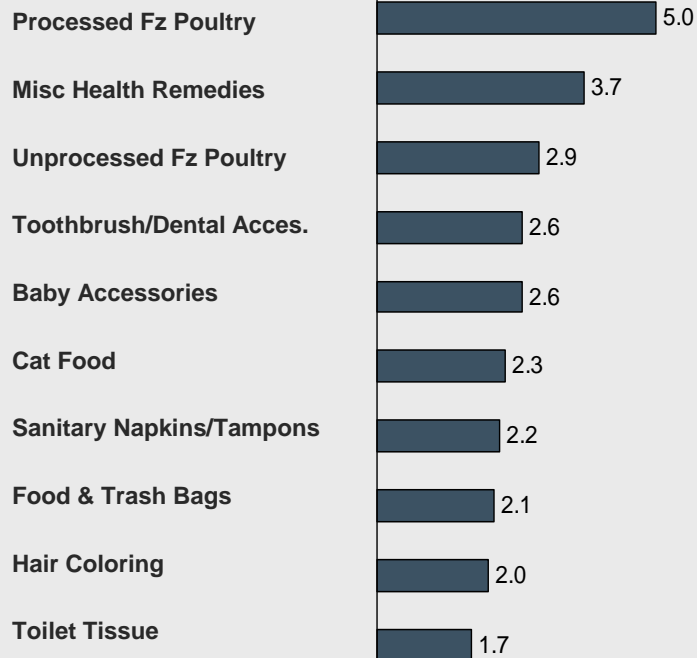 Processed Fz Poultry 5.0
Misc Health Remedies 3.7
Unprocessed Fz Poultry 2.9
Toothbrush/Dental Acces. 2.6
Baby Accessories 2.6
Cat Food 2.3
Sanitary Napkins/Tampons 2.2
Food & Trash Bags 2.1
Hair Coloring 2.0
Toilet Tissue 1.7